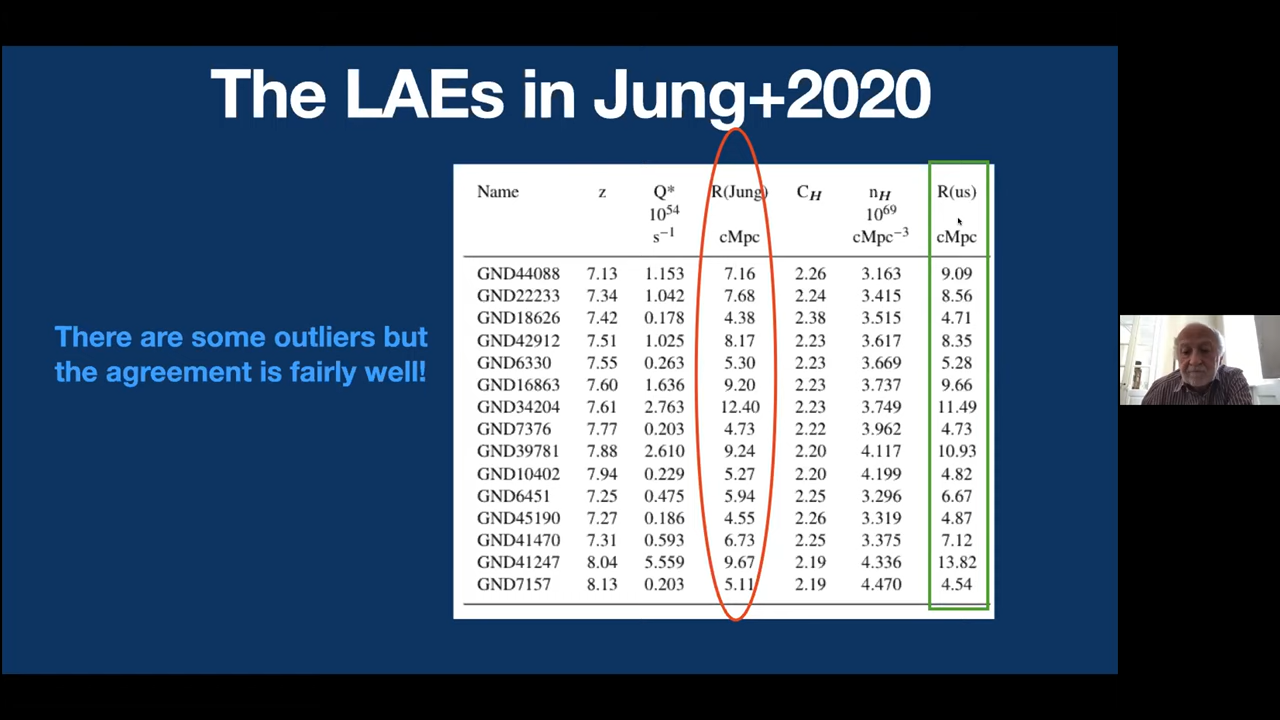 The LAEs in Jung+2020
There are some outliers but
the agreement is fairly well!
Name z Q* R(Jung) C_H n_H R(us)
10^54 10^69
s^−1 cMpc cMpc^−3 cMpc
GND44088 7.13 1.153 7.16 2.26 3.163 9.09
GND22233 7.34 1.042 7.68 2.24 3.415 8.56
GND18626 7.42 0.178 4.38 2.38 3.515 4.71
GND42912 7.51 1.025 8.17 2.23 3.617 8.35
GND6330 7.55 0.263 5.30 2.23 3.669 5.28
GND16863 7.60 1.636 9.20 2.23 3.737 9.66
GND34204 7.61 2.763 12.40 2.23 3.749 11.49
GND7376 7.77 0.203 4.73 2.22 3.962 4.73
GND39781 7.88 2.610 9.24 2.20 4.117 10.93
GND10402 7.94 0.229 5.27 2.20 4.199 4.82
GND6451 7.25 0.475 5.94 2.25 3.296 6.67
GND45190 7.27 0.186 4.55 2.26 3.319 4.87
GND41470 7.31 0.593 6.73 2.25 3.375 7.12
GND41247 8.04 5.559 9.67 2.19 4.336 13.82
GND7157 8.13 0.203 5.11 2.19 4.470 4.54